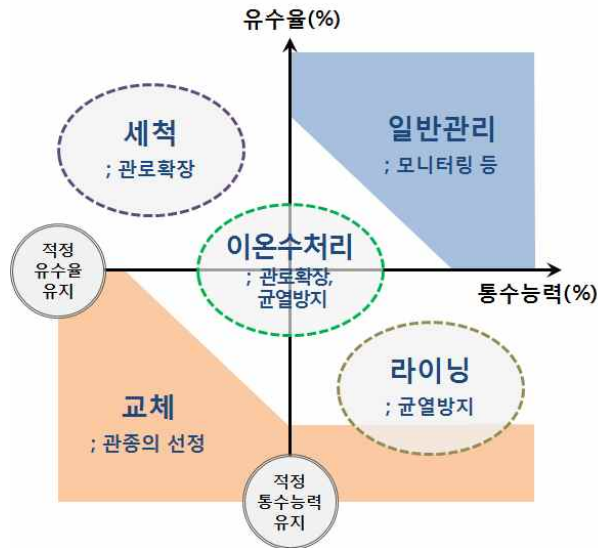 유수율(%)
세척
; 관로확장
일반관리
; 모니터링 등
적정
유수율
유지
이온수처리
; 관로확장,
균열방지
통수능력(%)
라이닝
; 균열방지
교체
; 관종의 선정
적정
통수능력
유지